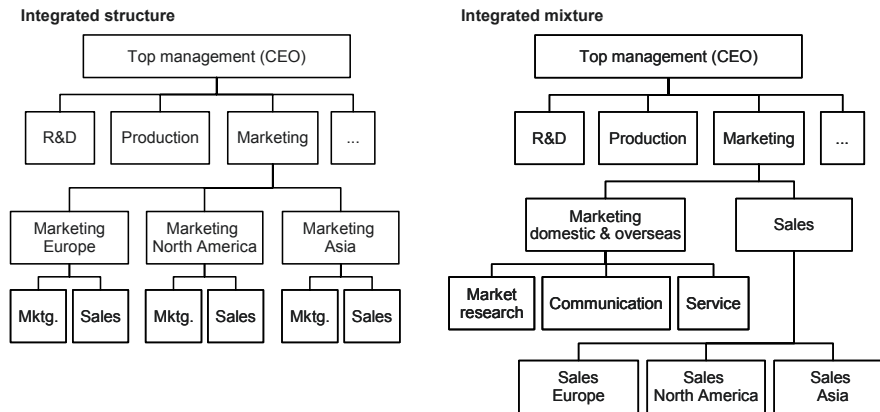 Integrated structure
Top management (CEO)
R&D
Production
Marketing
...
Marketing
Europe
Marketing
North America
Marketing
Asia
Mktg.
Sales
Mktg.
Sales
Mktg.
Sales
Integrated mixture
Top management (CEO)
R&D
Production
Marketing
...
Marketing
domestic & overseas
Sales
Market
research
Communication
Service
Sales
Europe
Sales
North America
Sales
Asia